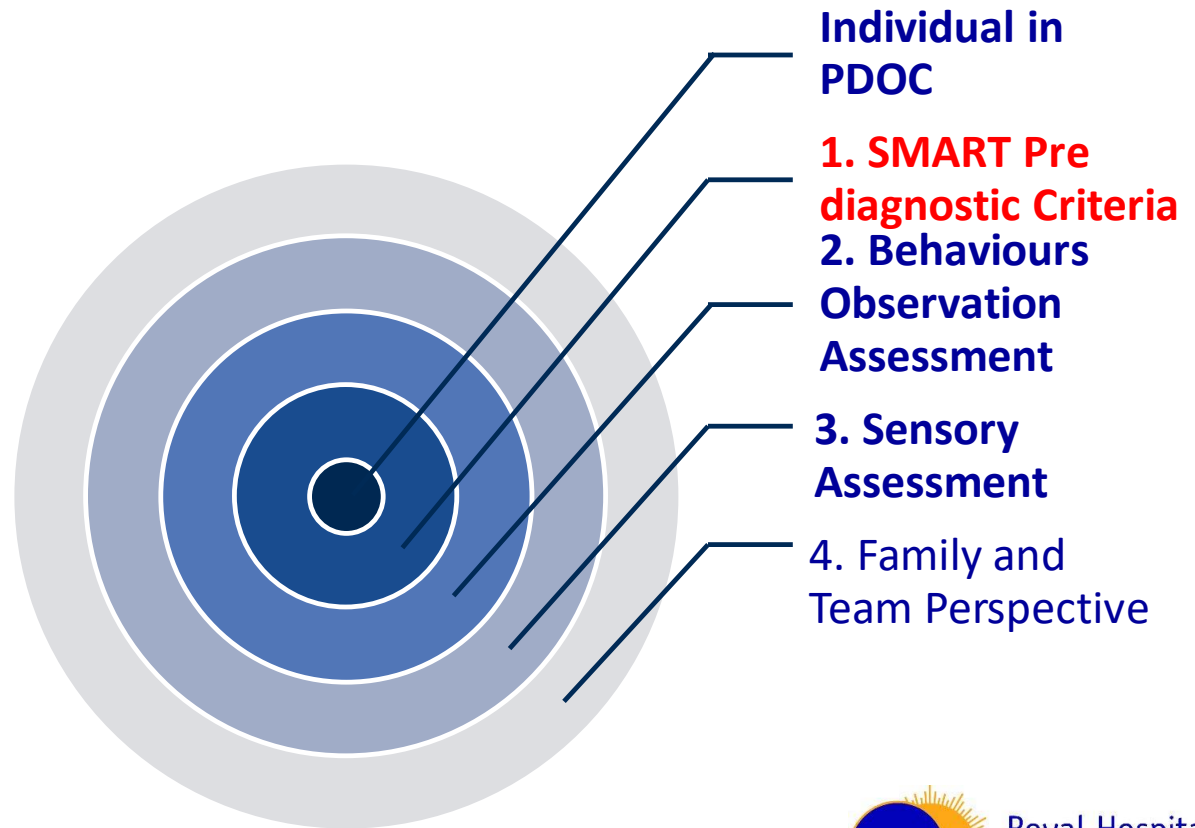 Individual in
PDOC
1. SMART Pre
diagnostic Criteria
2. Behaviours
Observation
Assessment
3. Sensory
Assessment
4. Family and
Team Perspective